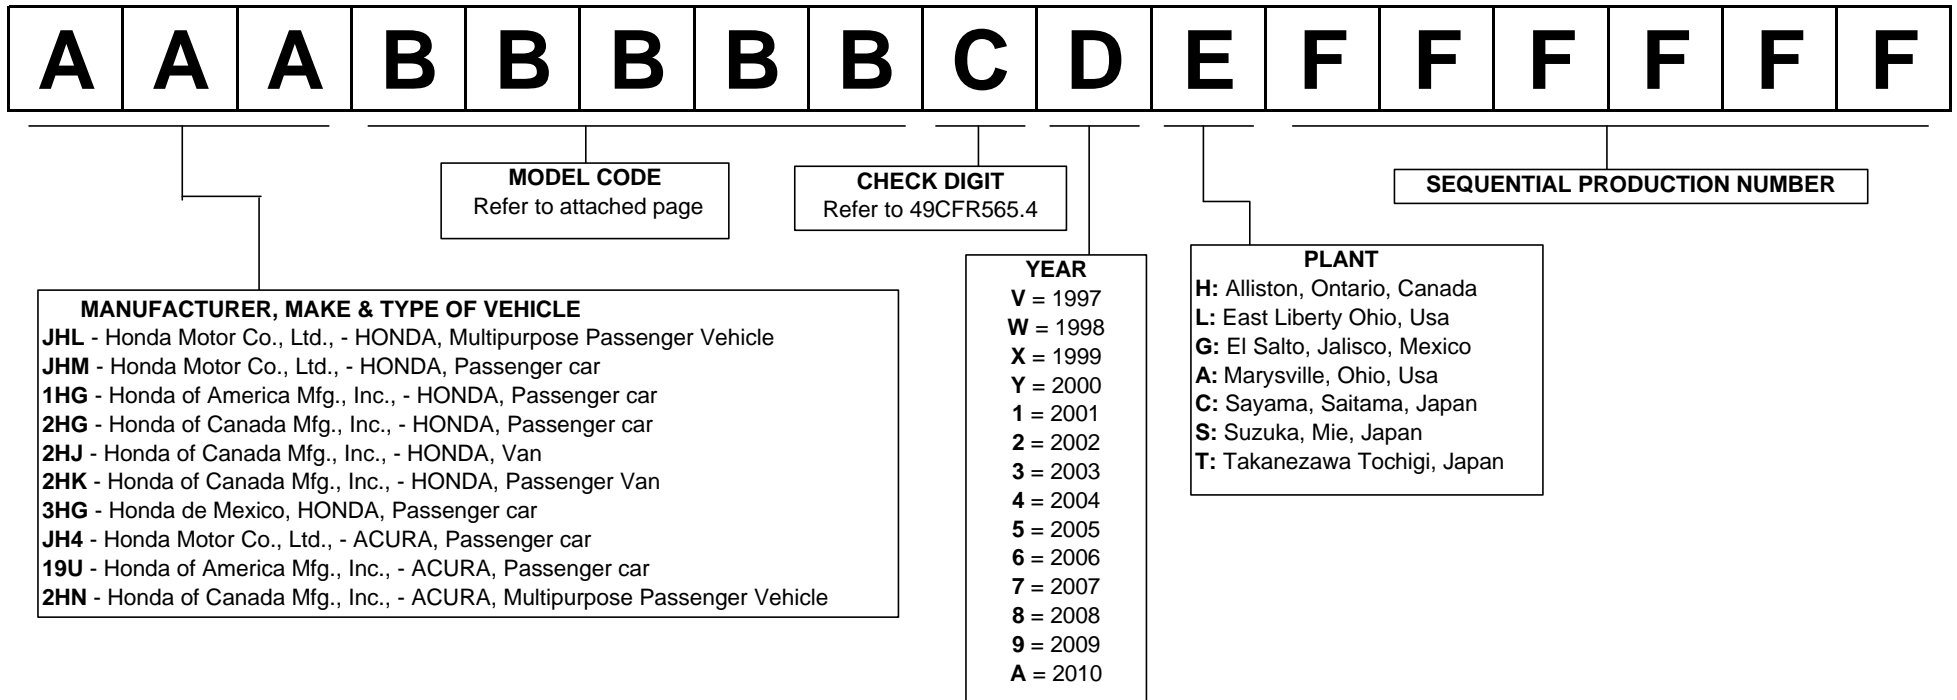 A A A B B B B B C D E F F F F F F
MODEL CODE
Refer to attached page
CHECK DIGIT
Refer to 49CFR565.4
SEQUENTIAL PRODUCTION NUMBER
MANUFACTURER, MAKE & TYPE OF VEHICLE
JHL - Honda Motor Co., Ltd., - HONDA, Multipurpose Passenger Vehicle
JHM - Honda Motor Co., Ltd., - HONDA, Passenger car
1HG - Honda of America Mfg., Inc., - HONDA, Passenger car
2HG - Honda of Canada Mfg., Inc., - HONDA, Passenger car
2HJ - Honda of Canada Mfg., Inc., - HONDA, Van
2HK - Honda of Canada Mfg., Inc., - HONDA, Passenger Van
3HG - Honda de Mexico, HONDA, Passenger car
JH4 - Honda Motor Co., Ltd., - ACURA, Passenger car
19U - Honda of America Mfg., Inc., - ACURA, Passenger car
2HN - Honda of Canada Mfg., Inc., - ACURA, Multipurpose Passenger Vehicle
YEAR
V = 1997
W = 1998
X = 1999
Y = 2000
1 = 2001
2 = 2002
3 = 2003
4 = 2004
5 = 2005
6 = 2006
7 = 2007
8 = 2008
9 = 2009
A = 2010
PLANT
H: Alliston, Ontario, Canada
L: East Liberty Ohio, Usa
G: El Salto, Jalisco, Mexico
A: Marysville, Ohio, Usa
C: Sayama, Saitama, Japan
S: Suzuka, Mie, Japan
T: Takanezawa Tochigi, Japan